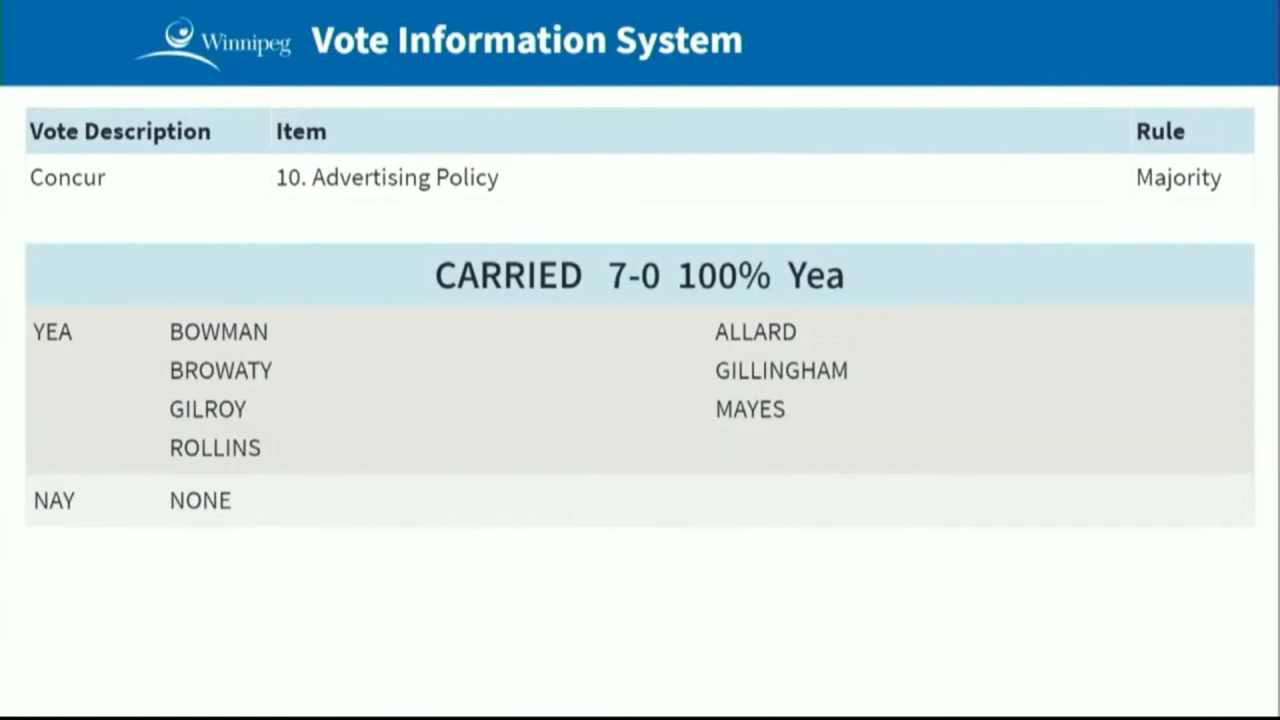 Winnipeg Vote Information System
Vote Description Item Rule
Concur 10. Advertising Policy Majority
CARRIED 7-0 100% Yea
YEA BOWMAN ALLARD
BROWATY GILLINGHAM
GILROY MAYES
ROLLINS
NAY NONE